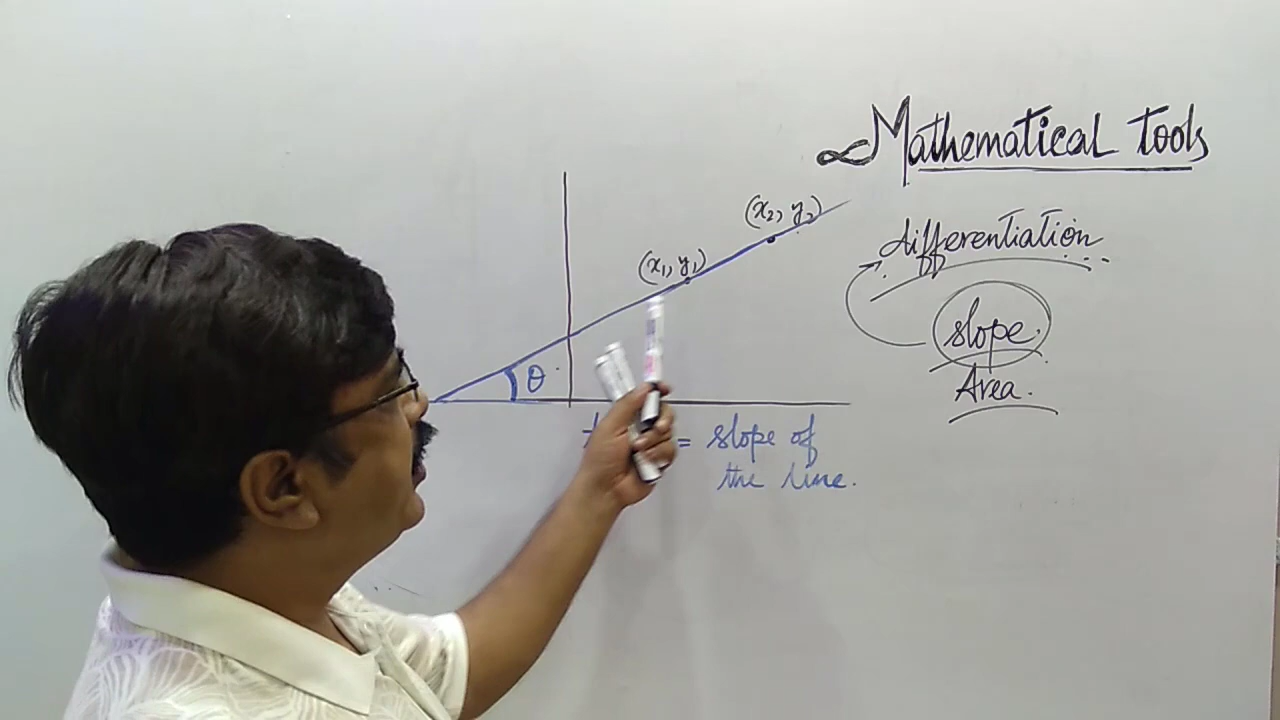 Mathematical Tools
differentiation...
slope.
Area.
(x₂, y₂)
(x₁, y₁)
θ
= slope of
the line.